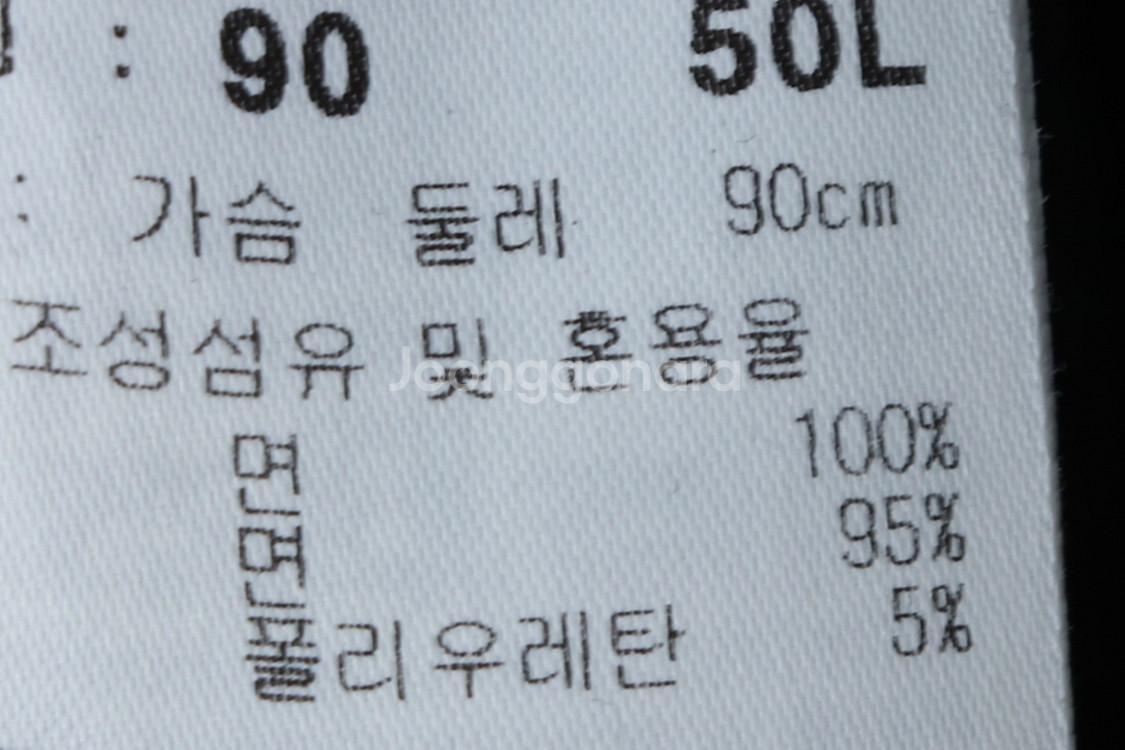 : 90 50L
: 가슴 둘레 90cm
조성섬유 및 혼용율
Joonggonara
면 100%
면 95%
폴리우레탄 5%